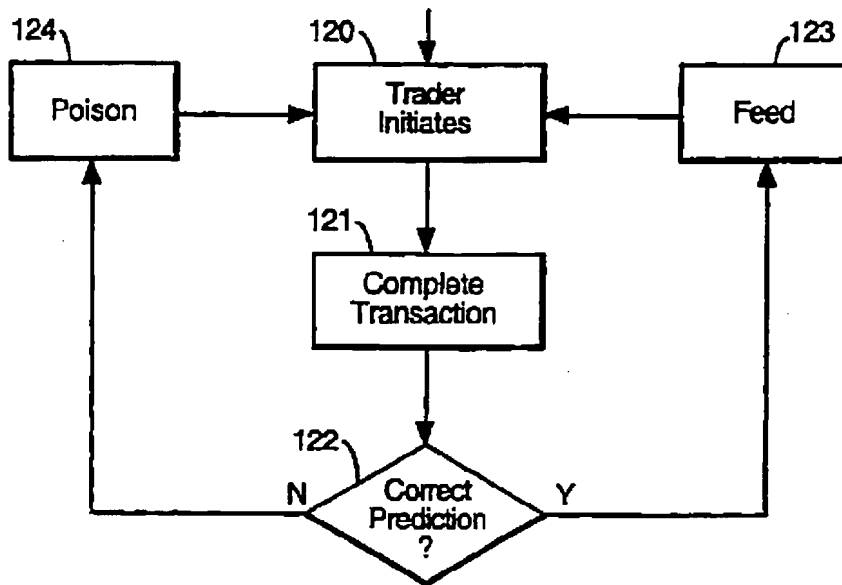 124
120
123
Poison
Trader
Initiates
Feed
121
Complete
Transaction
122
N
Correct
Prediction
?
Y